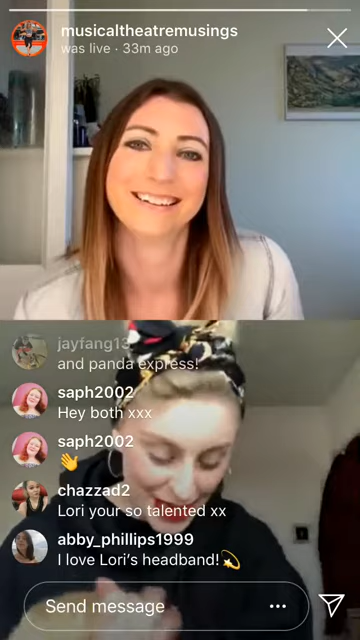 musicaltheatremusings
was live · 33m ago
jayfang13
and panda express!
saph2002
Hey both xxx
saph2002
👋
chazzad2
Lori your so talented xx
abby_phillips1999
I love Lori's headband!💫
Send message